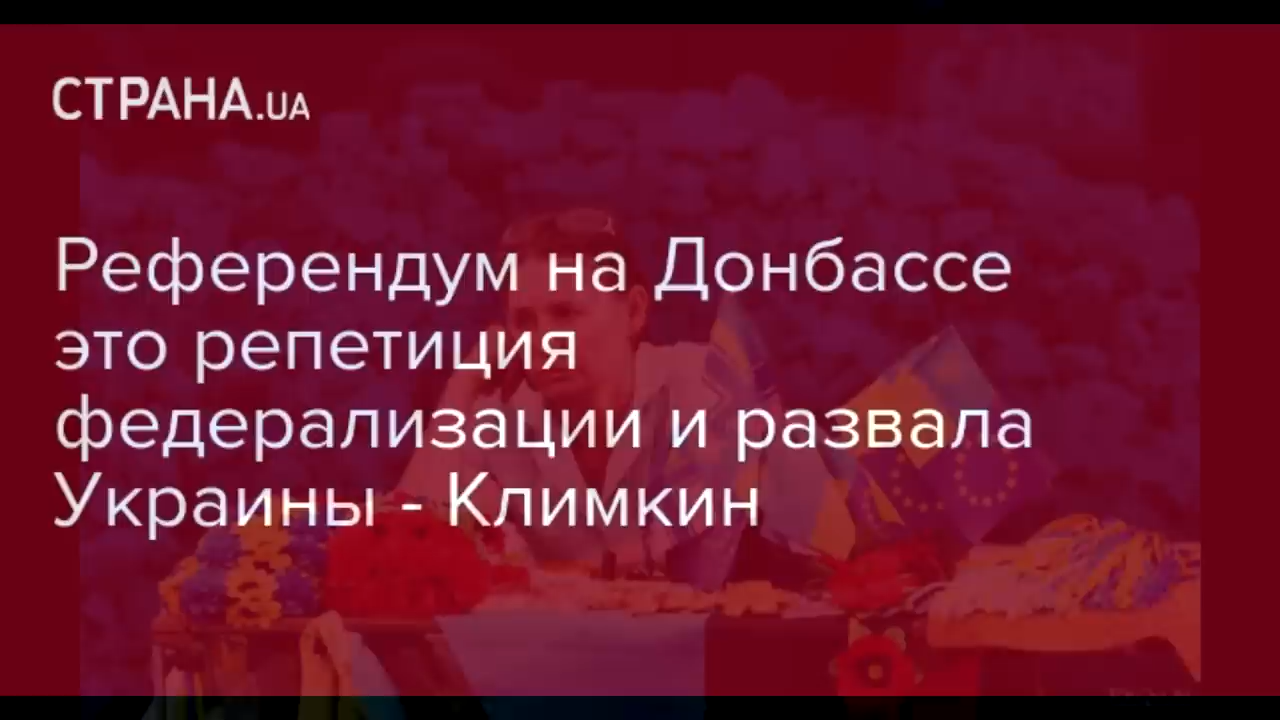 СТРАНА.UA
Референдум на Донбассе
это репетиция
федерализации и развала
Украины - Климкин